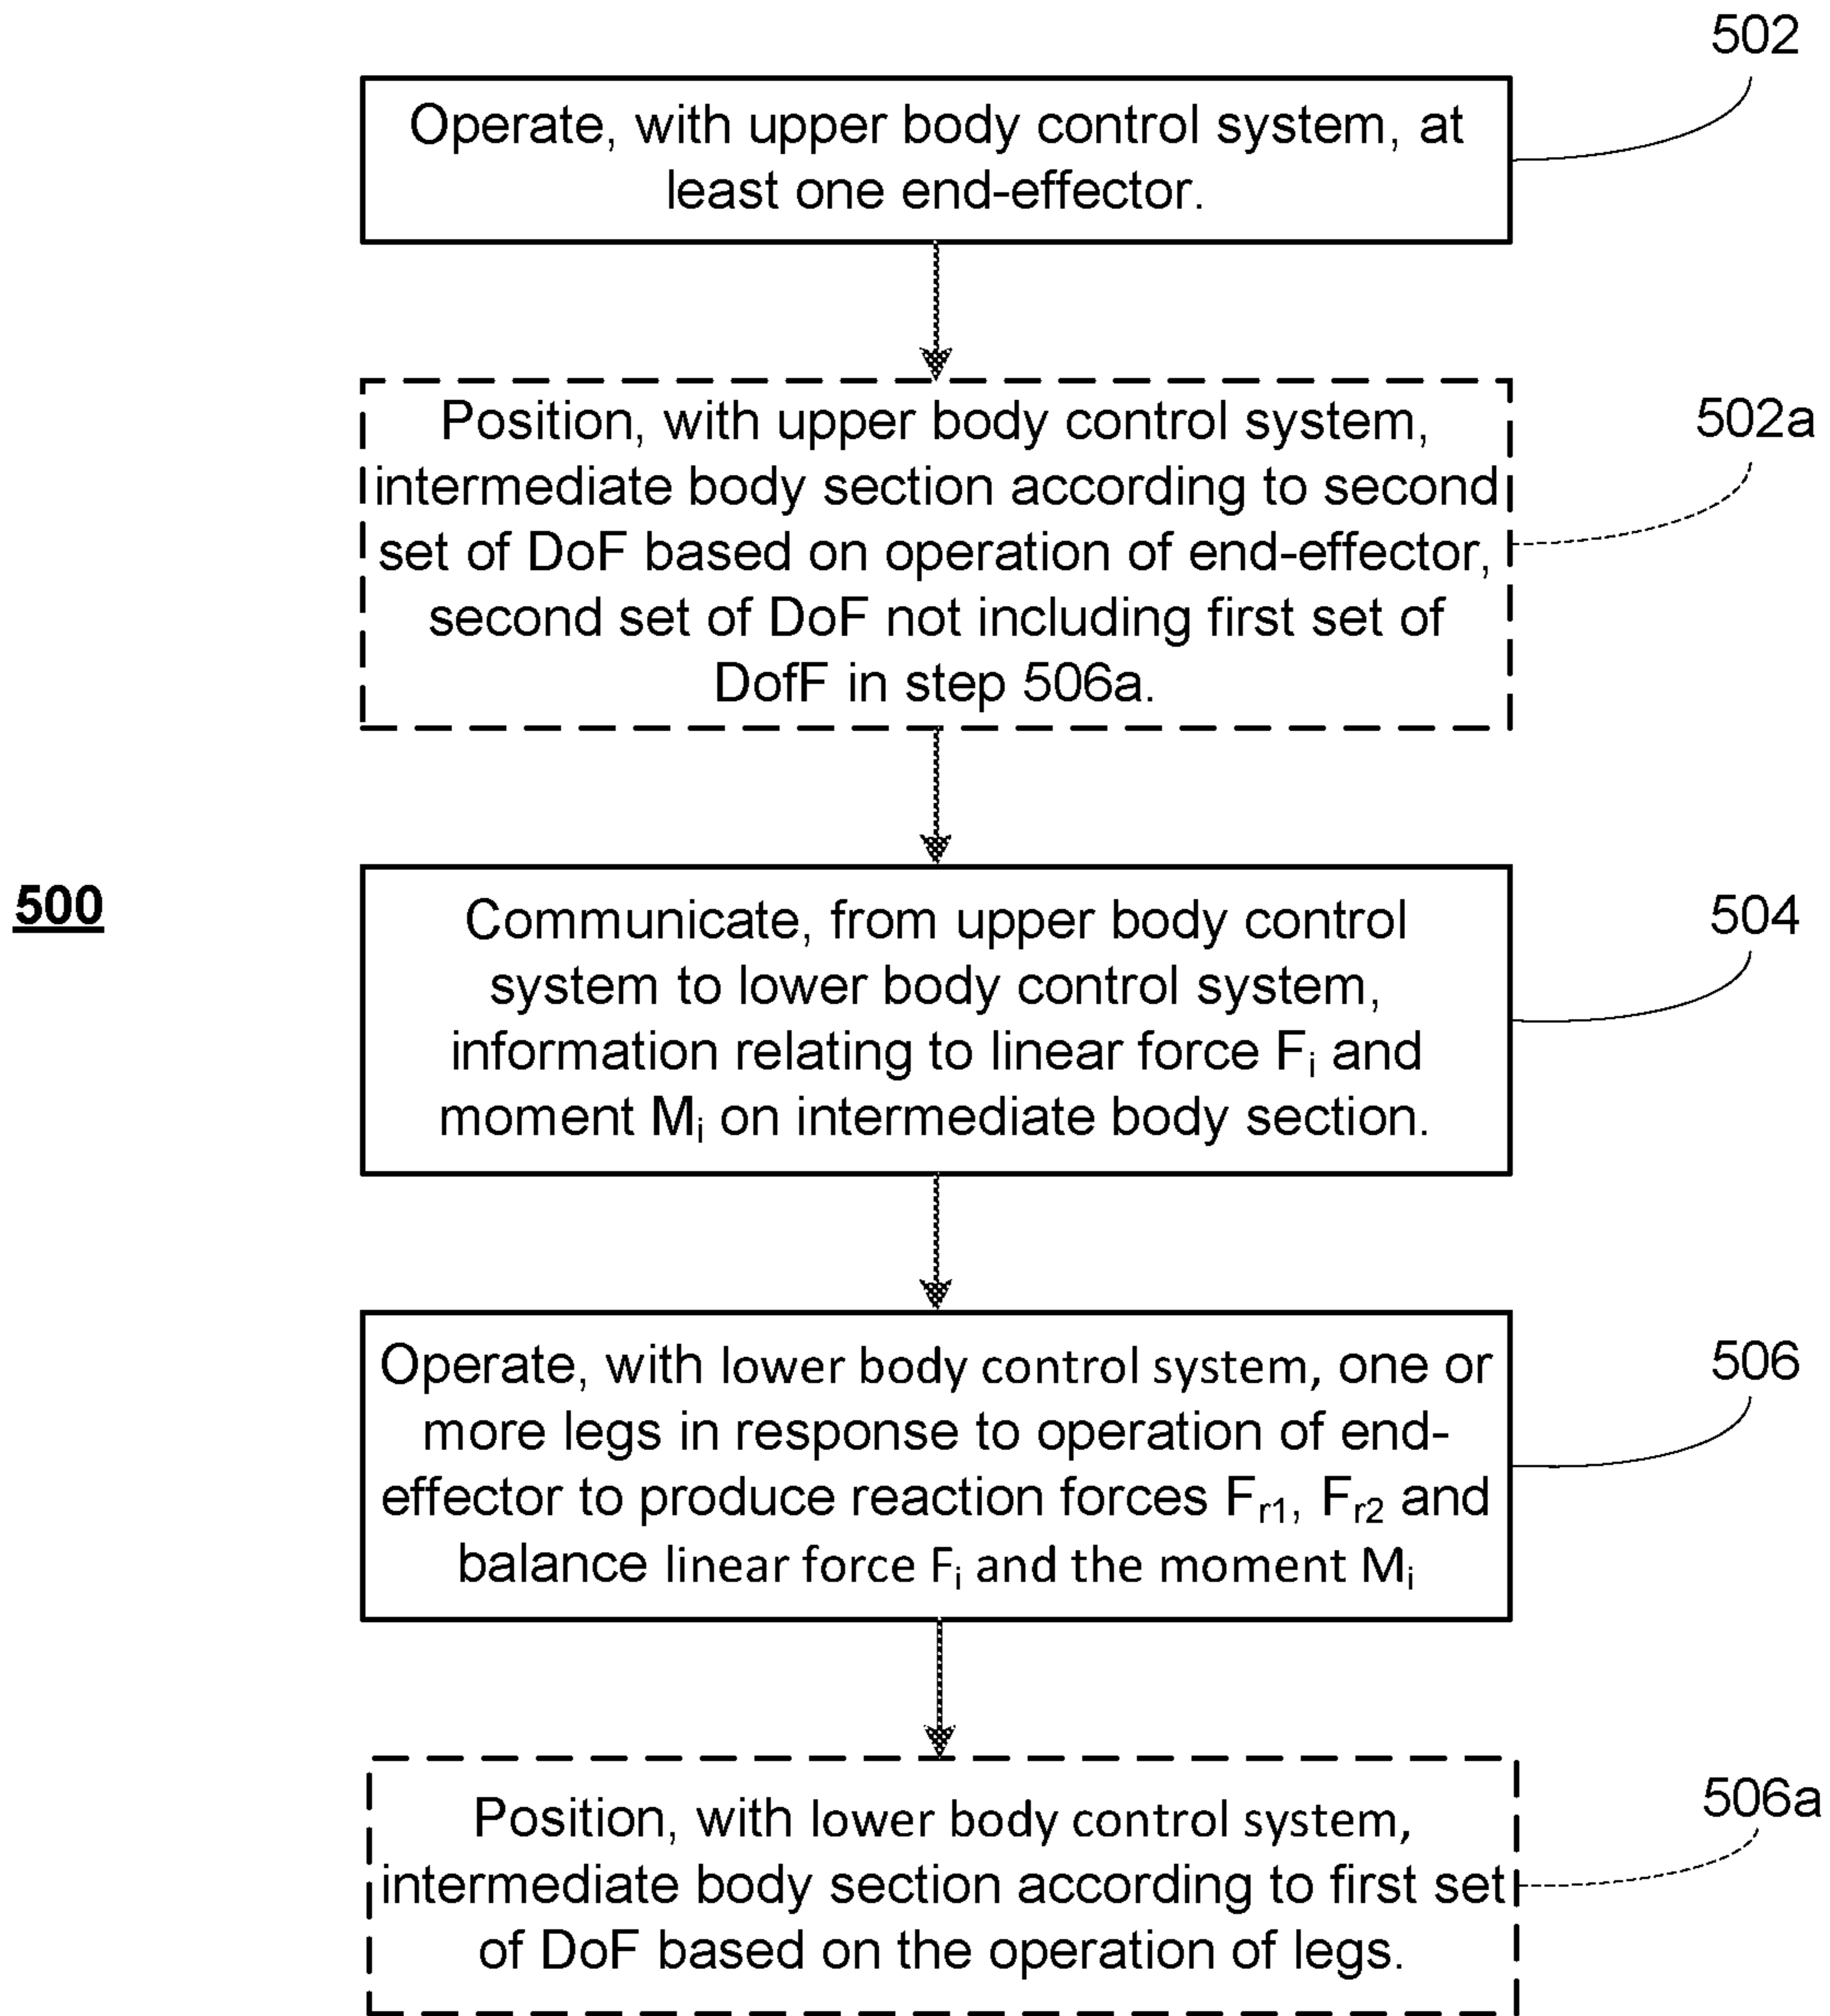 502
Operate, with upper body control system, at
least one end-effector.
Position, with upper body control system,
intermediate body section according to second
set of DoF based on operation of end-effector,
second set of DoF not including first set of
DofF in step 506a.
502a
500
Communicate, from upper body control
system to lower body control system,
information relating to linear force Fi and
moment Mi on intermediate body section.
504
Operate, with lower body control system, one or
more legs in response to operation of end-
effector to produce reaction forces Fr1, Fr2 and
balance linear force Fi and the moment Mi
506
Position, with lower body control system,
intermediate body section according to first set
of DoF based on the operation of legs.
506a